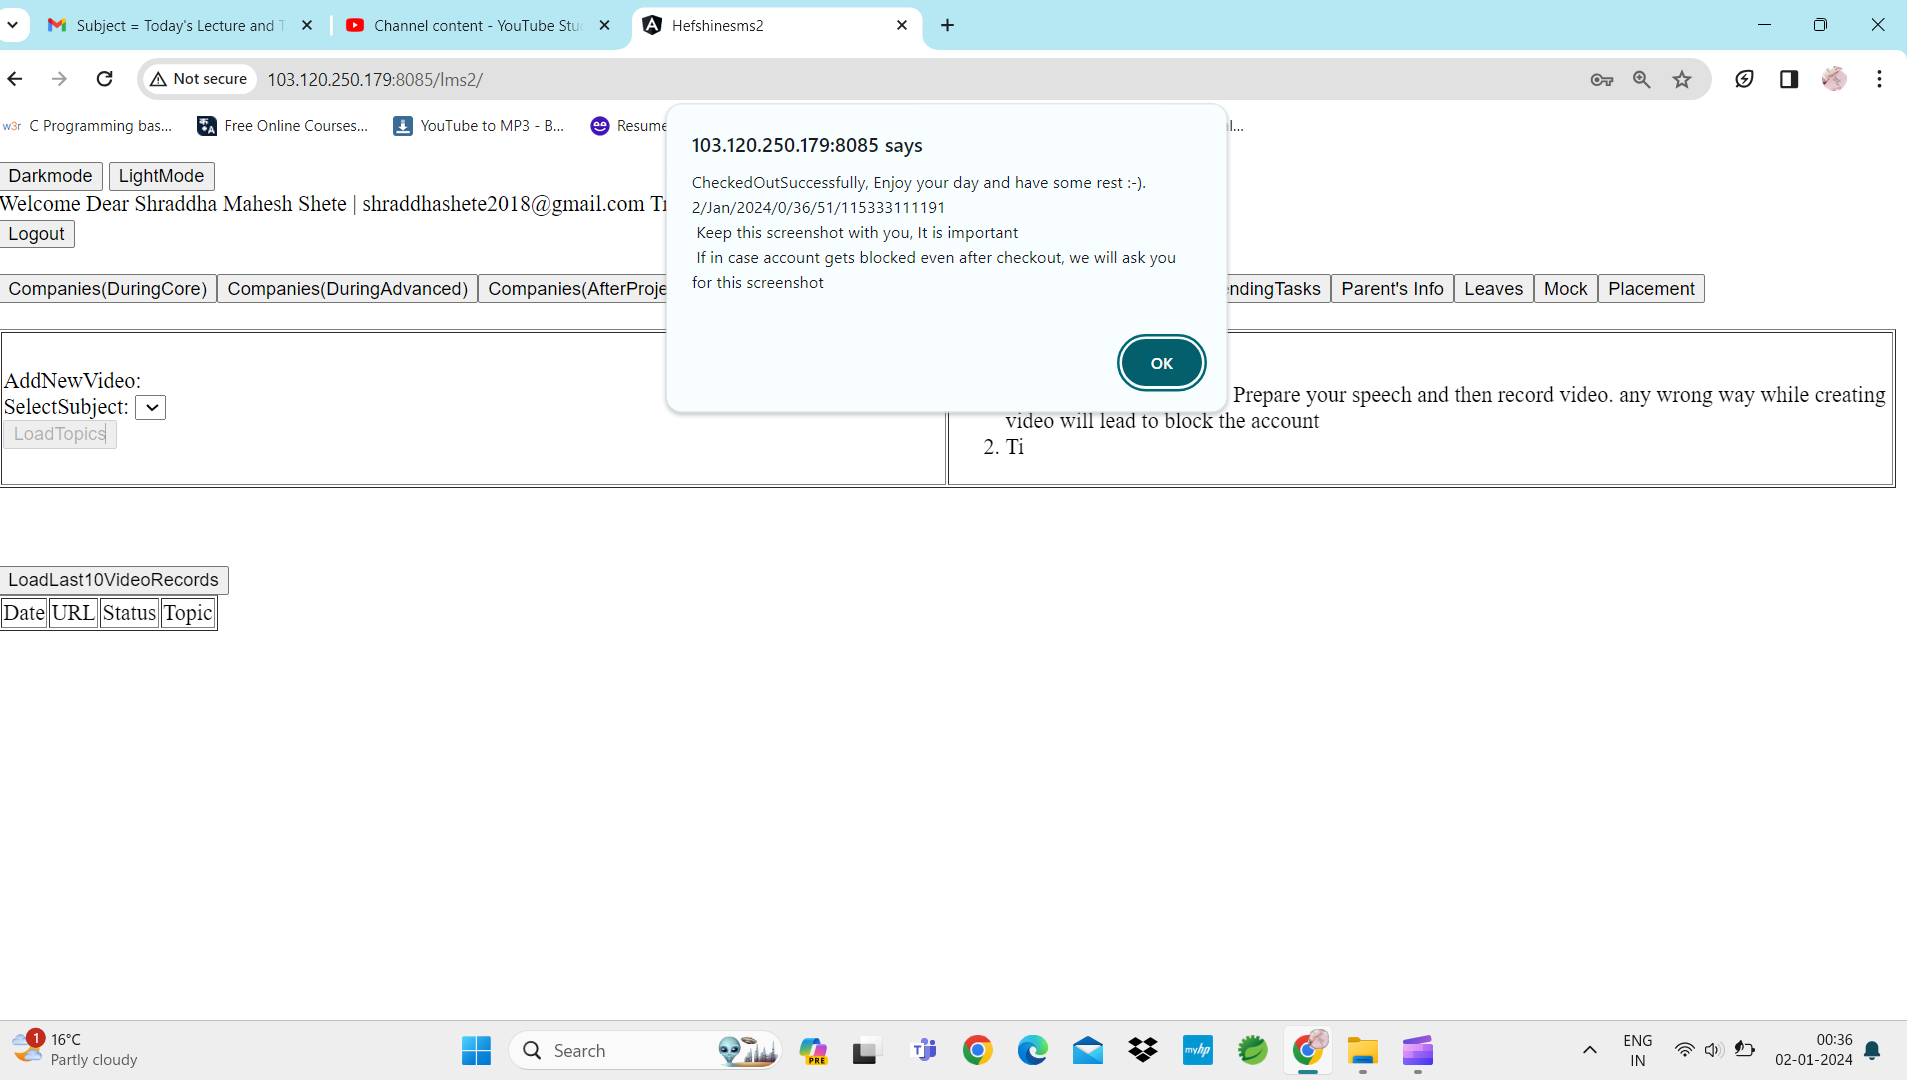 Subject = Today's Lecture and T
Channel content - YouTube Stu
Hefshinesms2
Not secure
103.120.250.179:8085/lms2/
w3r C Programming bas...
Free Online Courses...
YouTube to MP3 - B...
Resume
l...
103.120.250.179:8085 says
CheckedOutSuccessfully, Enjoy your day and have some rest :-).
2/Jan/2024/0/36/51/115333111191
Keep this screenshot with you, It is important
If in case account gets blocked even after checkout, we will ask you
for this screenshot
OK
Darkmode LightMode
Welcome Dear Shraddha Mahesh Shete | shraddhashete2018@gmail.com Tr
Logout
Companies(DuringCore) Companies(DuringAdvanced) Companies(AfterProje ndingTasks Parent's Info Leaves Mock Placement
AddNewVideo:
SelectSubject:
LoadTopics
Prepare your speech and then record video. any wrong way while creating
video will lead to block the account
2. Ti
LoadLast10VideoRecords
Date URL Status Topic
1
16°C
Partly cloudy
Search
PRE
myhp
ENG
IN
00:36
02-01-2024